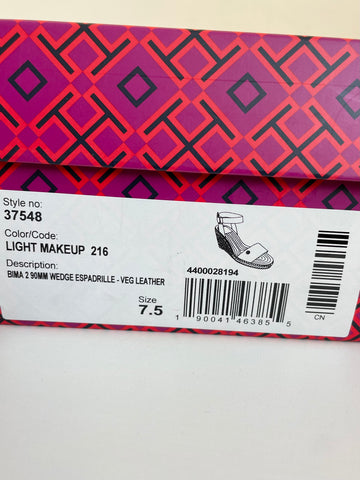 Style no:
37548
Color/Code:
LIGHT MAKEUP 216
Description:
BIMA 2 90MM WEDGE ESPADRILLE - VEG LEATHER
Size
7.5
4400028194
1 90041 46385 5
CN